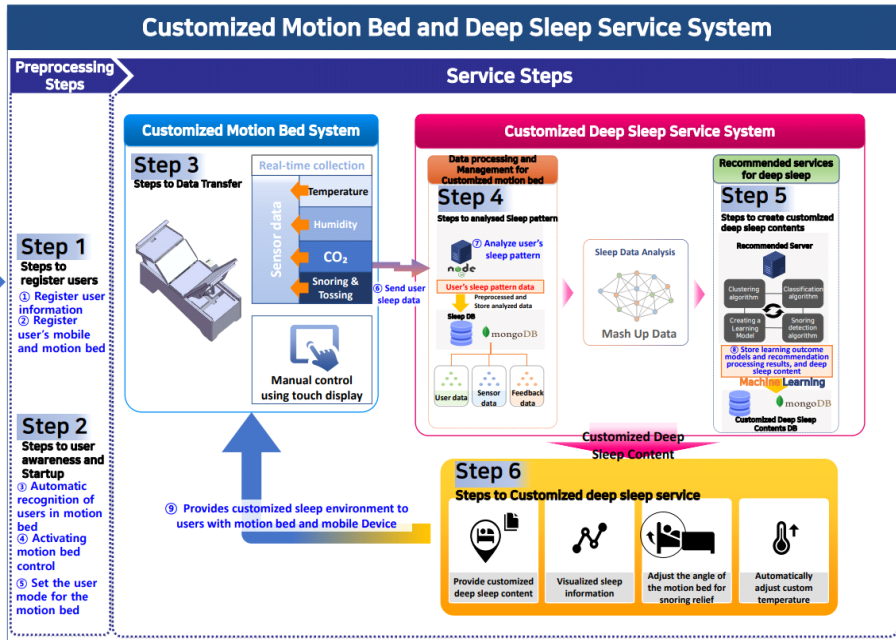 Customized Motion Bed and Deep Sleep Service System
Preprocessing
Steps
Service Steps
Step 1
Steps to
register users
① Register user
information
② Register
user's mobile
and motion bed
Step 2
Steps to user
awareness and
Startup
③ Automatic
recognition of
users in motion
bed
④ Activating
motion bed
control
⑤ Set the user
mode for the
motion bed
Customized Motion Bed System
Step 3
Steps to Data Transfer
Real-time collection
Sensor data
Temperature
Humidity
CO₂
Snoring &
Tossing
Manual control
using touch display
⑥ Send user
sleep data
Customized Deep Sleep Service System
Data processing and
Management for
Customized motion bed
Step 4
Steps to analysed Sleep pattern
⑦ Analyze user's
sleep pattern
node
User's sleep pattern data
Preprocessed and
Store analyzed data
Sleep DB
mongoDB
User data
Sensor
data
Feedback
data
Sleep Data Analysis
Mash Up Data
Recommended services
for deep sleep
Step 5
Steps to create customized
deep sleep contents
Recommended Server
Clustering
algorithm
Classification
algorithm
Creating a
Learning
Model
Snoring
detection
algorithm
⑧ Store learning outcome
models and recommendation
processing results, and deep
sleep content
Machine Learning
mongoDB
Customized Deep Sleep
Contents DB
Customized Deep
Sleep Content
Step 6
Steps to Customized deep sleep service
Provide customized
deep sleep content
Visualized sleep
information
Adjust the angle of
the motion bed for
snoring relief
Automatically
adjust custom
temperature
⑨ Provides customized sleep environment to
users with motion bed and mobile Device